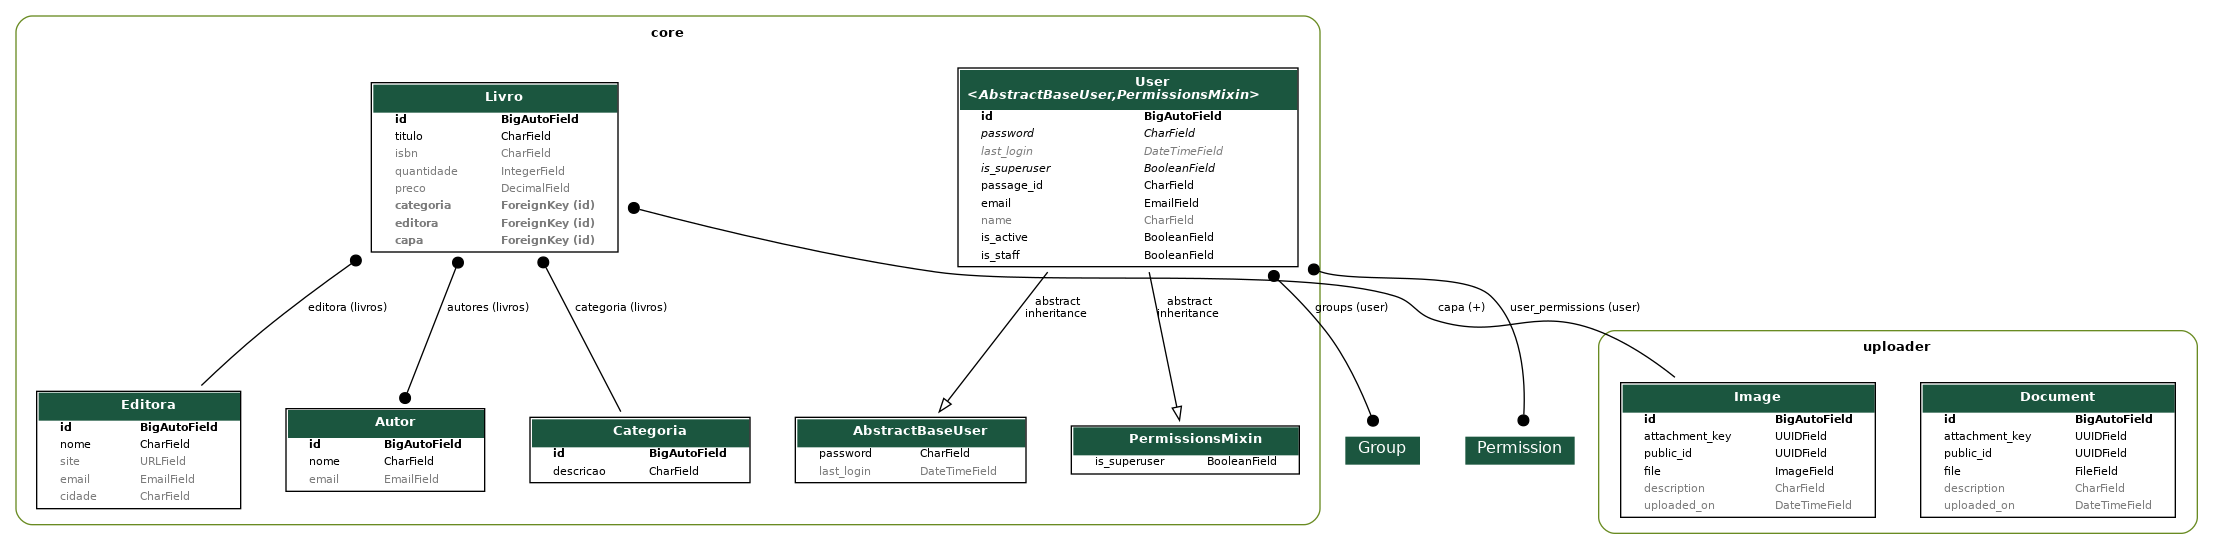 core
Livro
id BigAutoField
titulo CharField
isbn CharField
quantidade IntegerField
preco DecimalField
categoria ForeignKey (id)
editora ForeignKey (id)
capa ForeignKey (id)
User
<AbstractBaseUser,PermissionsMixin>
id BigAutoField
password CharField
last_login DateTimeField
is_superuser BooleanField
passage_id CharField
email EmailField
name CharField
is_active BooleanField
is_staff BooleanField
editora (livros)
autores (livros)
categoria (livros)
abstract
inheritance
abstract
inheritance
groups (user)
capa (+)
user_permissions (user)
Editora
id BigAutoField
nome CharField
site URLField
email EmailField
cidade CharField
Autor
id BigAutoField
nome CharField
email EmailField
Categoria
id BigAutoField
descricao CharField
AbstractBaseUser
password CharField
last_login DateTimeField
PermissionsMixin
is_superuser BooleanField
Group
Permission
uploader
Image
id BigAutoField
attachment_key UUIDField
public_id UUIDField
file ImageField
description CharField
uploaded_on DateTimeField
Document
id BigAutoField
attachment_key UUIDField
public_id UUIDField
file FileField
description CharField
uploaded_on DateTimeField